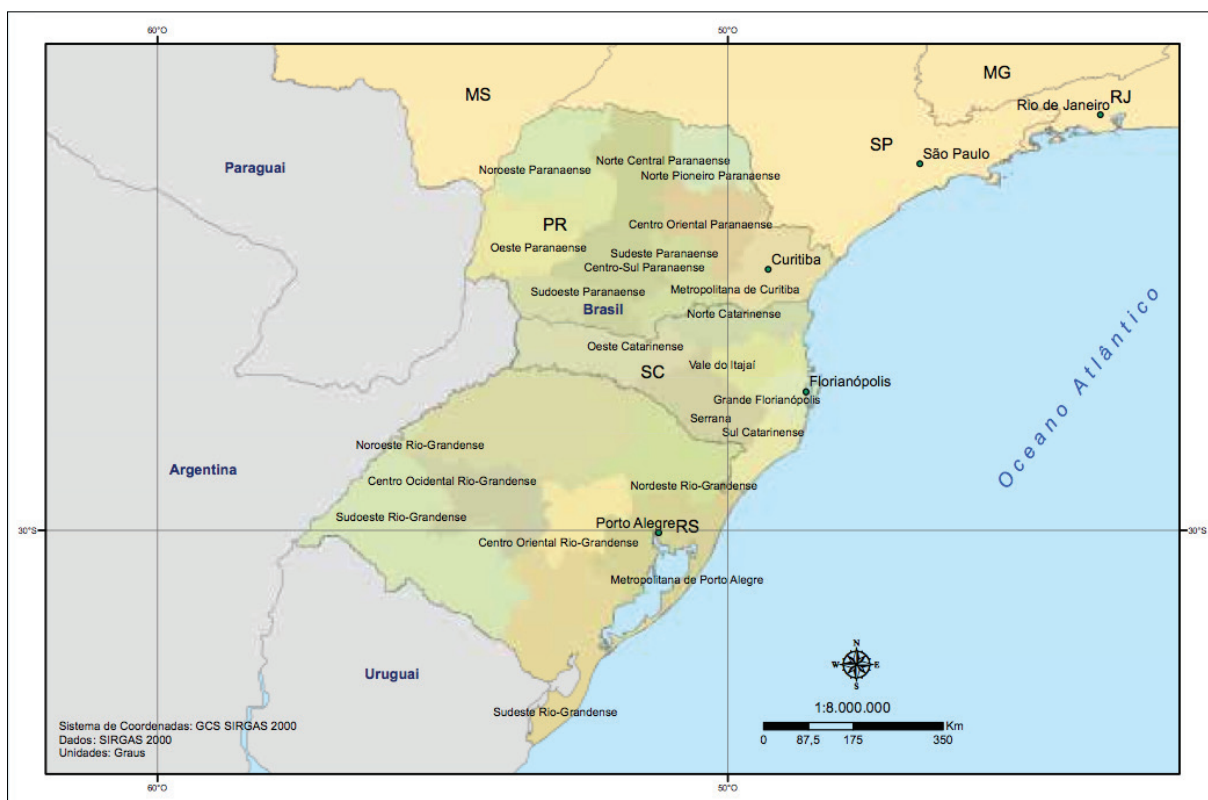 60°O
50°O
MG
MS
RJ
Rio de Janeiro
SP
São Paulo
Paraguai
Norte Central Paranaense
Noroeste Paranaense
Norte Pioneiro Paranaense
PR
Centro Oriental Paranaense
Oeste Paranaense
Sudeste Paranaense
Curitiba
Centro-Sul Paranaense
Sudoeste Paranaense
Metropolitana de Curitiba
Brasil
Norte Catarinense
Oeste Catarinense
Vale do Itajaí
SC
Florianópolis
Grande Florianópolis
Serrana
Sul Catarinense
Oceano Atlântico
Noroeste Rio-Grandense
Argentina
Centro Ocidental Rio-Grandense
Nordeste Rio-Grandense
Sudoeste Rio-Grandense
Porto Alegre
RS
30°S
30°S
Centro Oriental Rio-Grandense
Metropolitana de Porto Alegre
Uruguai
N
W
E
S
Sudeste Rio-Grandense
1:8.000.000
Km
0 87,5 175 350
Sistema de Coordenadas: GCS SIRGAS 2000
Dados: SIRGAS 2000
Unidades: Graus
60°O
50°O